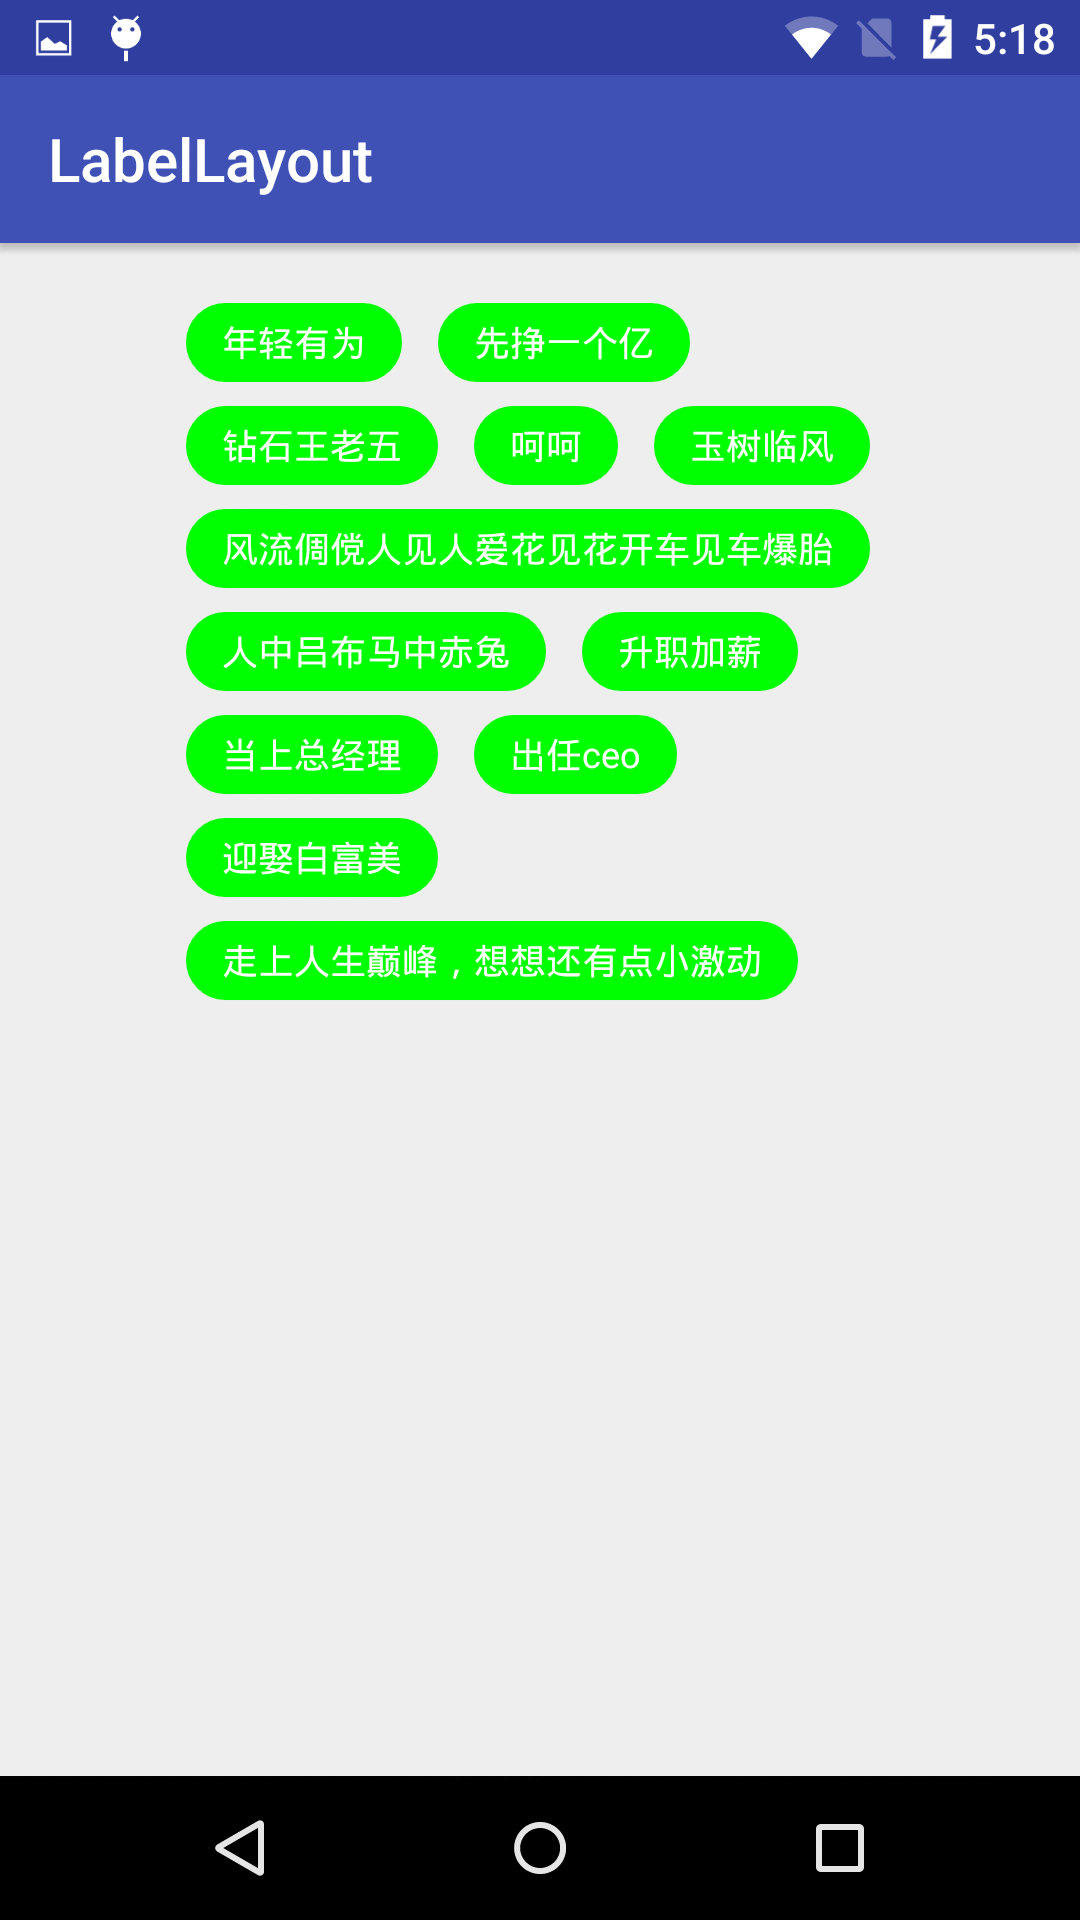 5:18
LabelLayout
年轻有为 先挣一个亿
钻石王老五 呵呵 玉树临风
风流倜傥人见人爱花见花开车见车爆胎
人中吕布马中赤兔 升职加薪
当上总经理 出任ceo
迎娶白富美
走上人生巅峰，想想还有点小激动